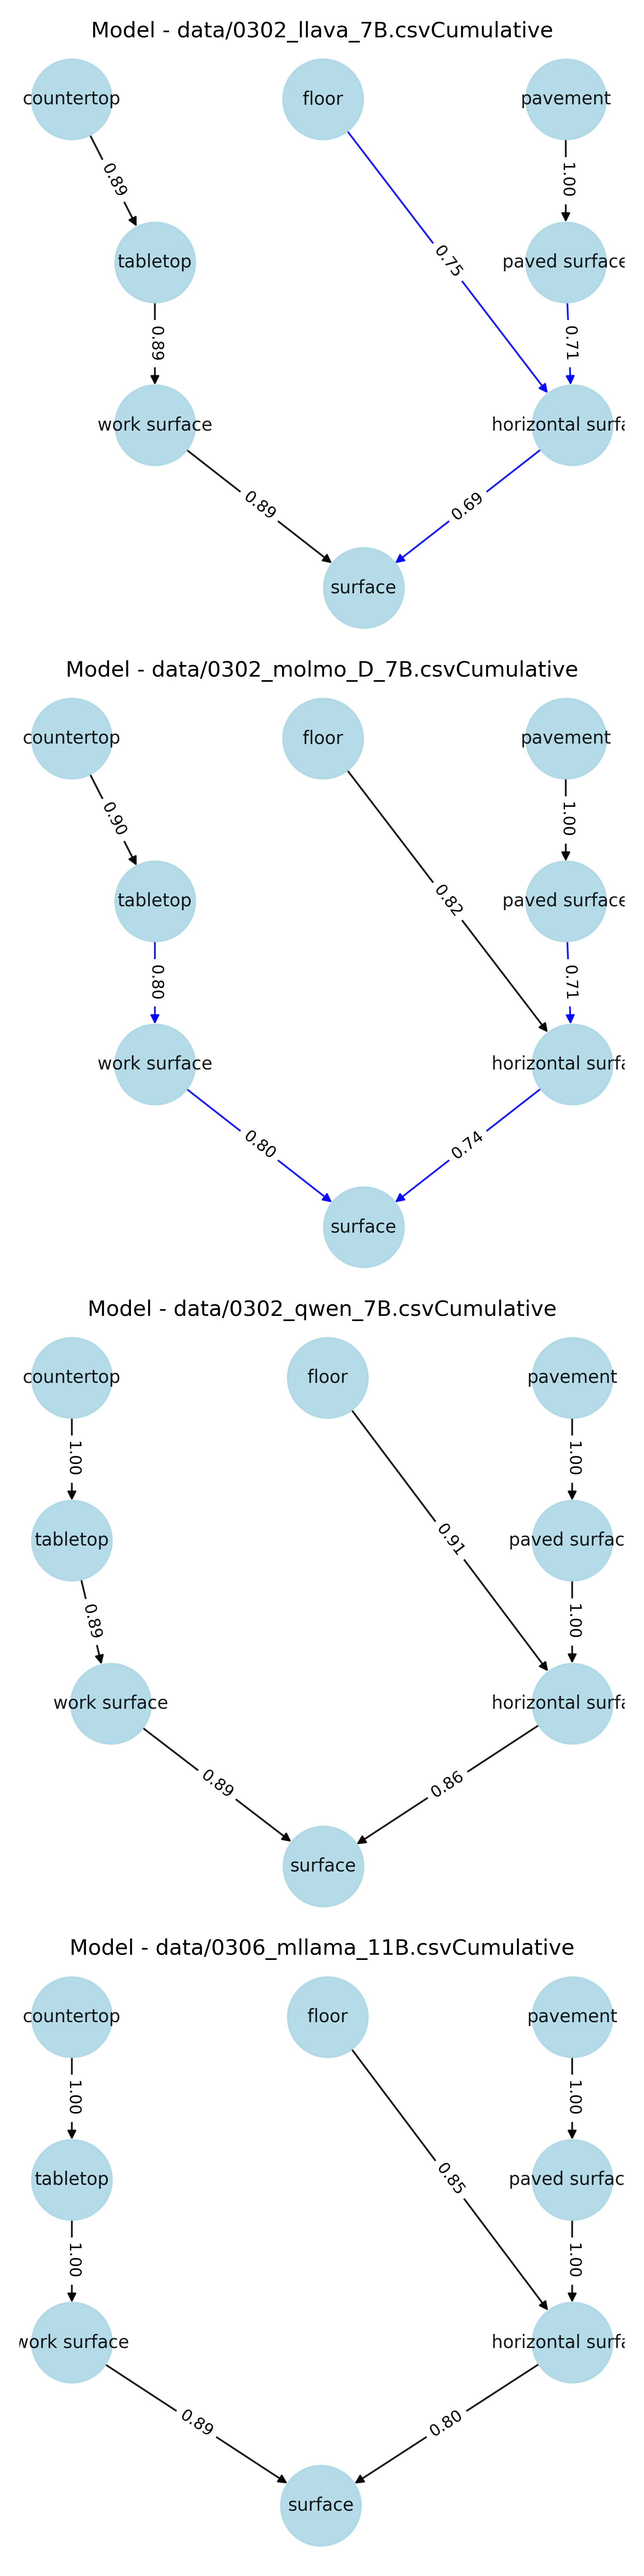 Model - data/0302_llava_7B.csvCumulative
countertop
floor
pavement
0.89
1.00
tabletop
0.75
paved surface
0.89
0.71
work surface
horizontal surfa
0.89
0.69
surface
Model - data/0302_molmo_D_7B.csvCumulative
countertop
floor
pavement
0.90
1.00
tabletop
0.82
paved surface
0.80
0.71
work surface
horizontal surfa
0.80
0.74
surface
Model - data/0302_qwen_7B.csvCumulative
countertop
floor
pavement
1.00
1.00
tabletop
0.91
paved surfac
0.89
1.00
work surface
horizontal surfa
0.89
0.86
surface
Model - data/0306_mllama_11B.csvCumulative
countertop
floor
pavement
1.00
1.00
tabletop
0.85
paved surfac
1.00
1.00
work surface
horizontal surfa
0.89
0.80
surface